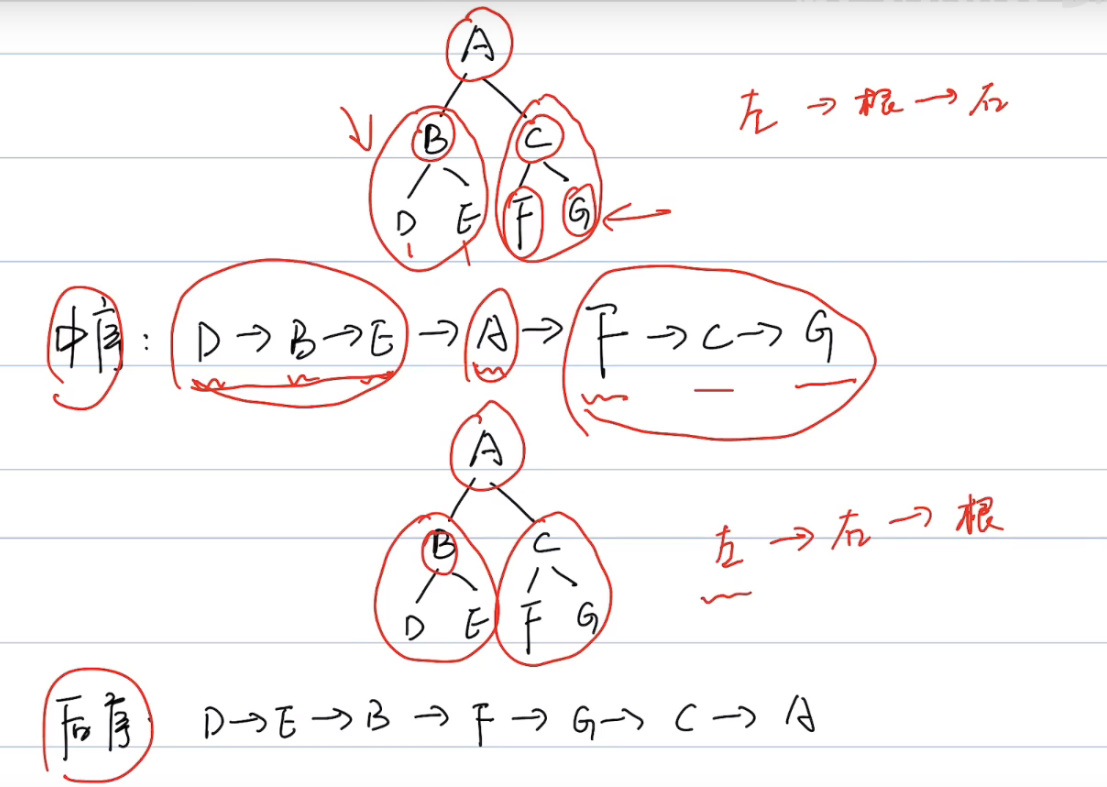 A
B C
左 → 根 → 右
D E F G
中序: D → B → E → A → F → C → G
A
B C
左 → 右 → 根
D E F G
后序 D → E → B → F → G → C → A